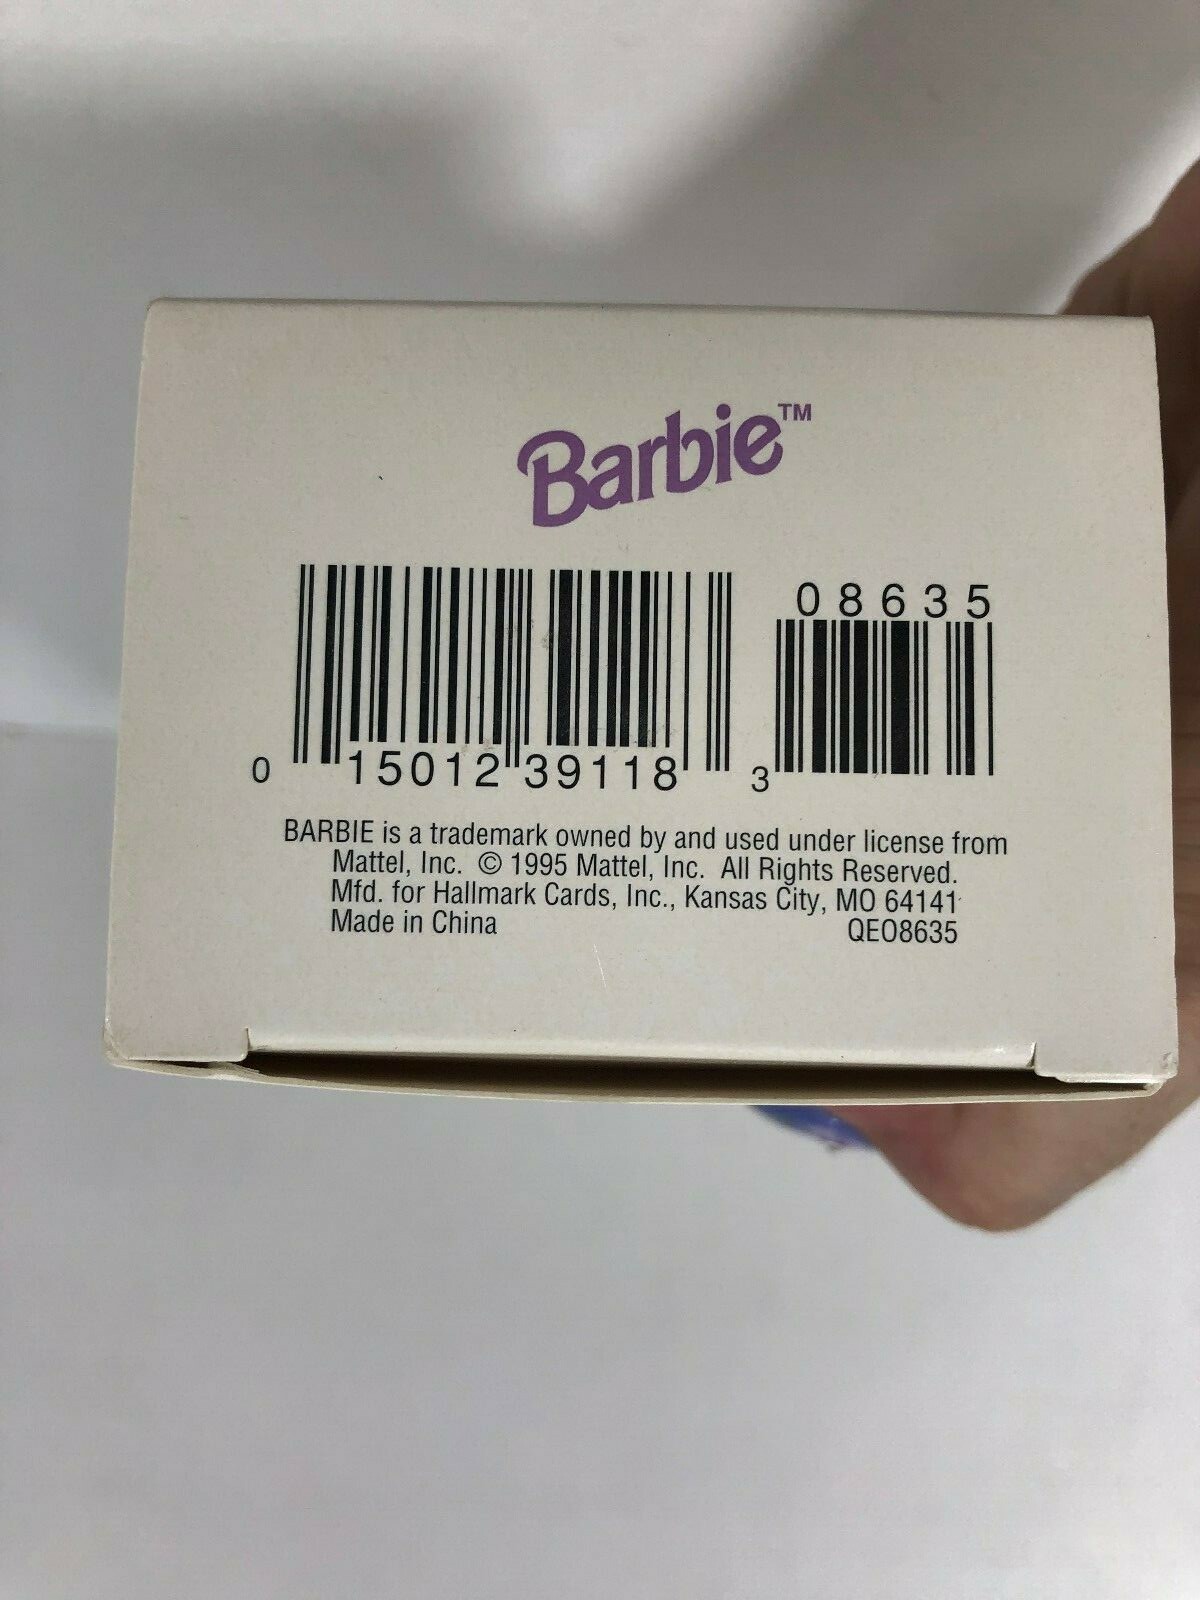 Barbie™
08635
0 15012 39118 3
BARBIE is a trademark owned by and used under license from
Mattel, Inc. © 1995 Mattel, Inc. All Rights Reserved.
Mfd. for Hallmark Cards, Inc., Kansas City, MO 64141
Made in China QEO8635